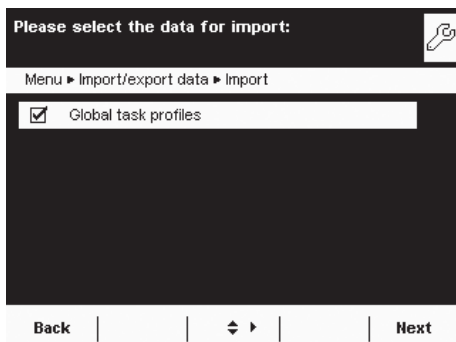 Please select the data for import:
Menu ▸ Import/export data ▸ Import
Global task profiles
Back Next